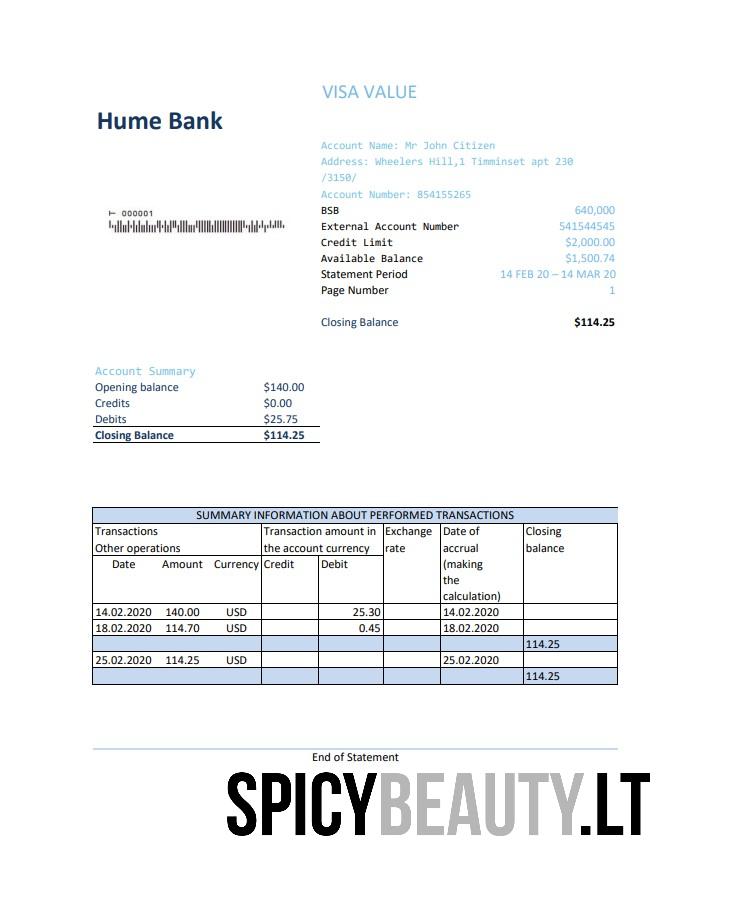 VISA VALUE
Hume Bank
Account Name: Mr John Citizen
Address: Wheelers Hill,1 Timminset apt 230
/3150/
Account Number: 854155265
⊢ 000001
BSB 640,000
External Account Number 541544545
Credit Limit $2,000.00
Available Balance $1,500.74
Statement Period 14 FEB 20 – 14 MAR 20
Page Number 1
Closing Balance $114.25
Account Summary
Opening balance $140.00
Credits $0.00
Debits $25.75
Closing Balance $114.25
SUMMARY INFORMATION ABOUT PERFORMED TRANSACTIONS
Transactions
Other operations
Transaction amount in
the account currency
Exchange
rate
Date of
accrual
(making
the
calculation)
Closing
balance
Date Amount Currency Credit Debit
14.02.2020 140.00 USD 25.30 14.02.2020
18.02.2020 114.70 USD 0.45 18.02.2020
114.25
25.02.2020 114.25 USD 25.02.2020
114.25
End of Statement
SPICYBEAUTY.LT